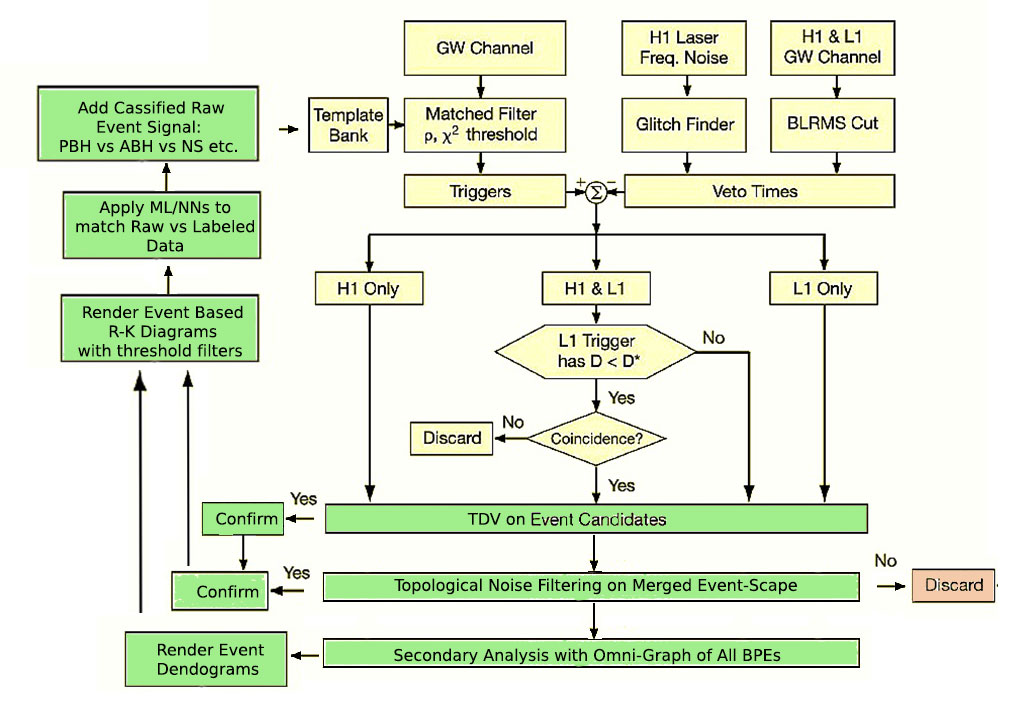 GW Channel
H1 Laser
Freq. Noise
H1 & L1
GW Channel
Add Cassified Raw
Event Signal:
PBH vs ABH vs NS etc.
Template
Bank
Matched Filter
ρ, χ² threshold
Glitch Finder
BLRMS Cut
Triggers
+
Σ
−
Veto Times
Apply ML/NNs to
match Raw vs Labeled
Data
H1 Only
H1 & L1
L1 Only
Render Event Based
R-K Diagrams
with threshold filters
L1 Trigger
has D < D*
No
Yes
Discard
No
Coincidence?
Yes
Yes
Confirm
TDV on Event Candidates
Yes
Confirm
Topological Noise Filtering on Merged Event-Scape
No
Discard
Render Event
Dendograms
Secondary Analysis with Omni-Graph of All BPEs